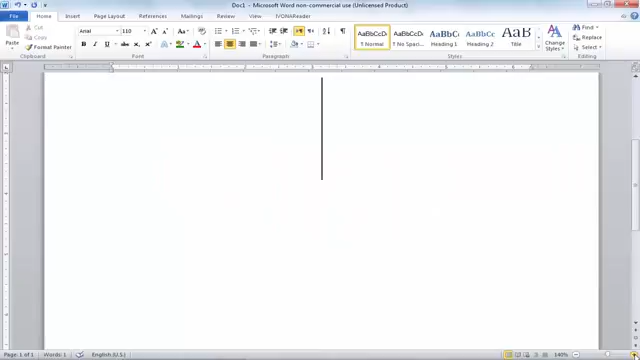 Doc1 - Microsoft Word non-commercial use (Unlicensed Product)
File Home Insert Page Layout References Mailings Review View IVONAReader
Paste
Cut
Copy
Format Painter
Clipboard
Arial 110
B I U abc
Font
Paragraph
AaBbCcDc AaBbCcDc AaBbC AaBbCc AaB
¶ Normal ¶ No Spaci... Heading 1 Heading 2 Title
Change Styles
Styles
Find
Replace
Select
Editing
Page: 1 of 1 Words: 1 English (U.S.) 140%